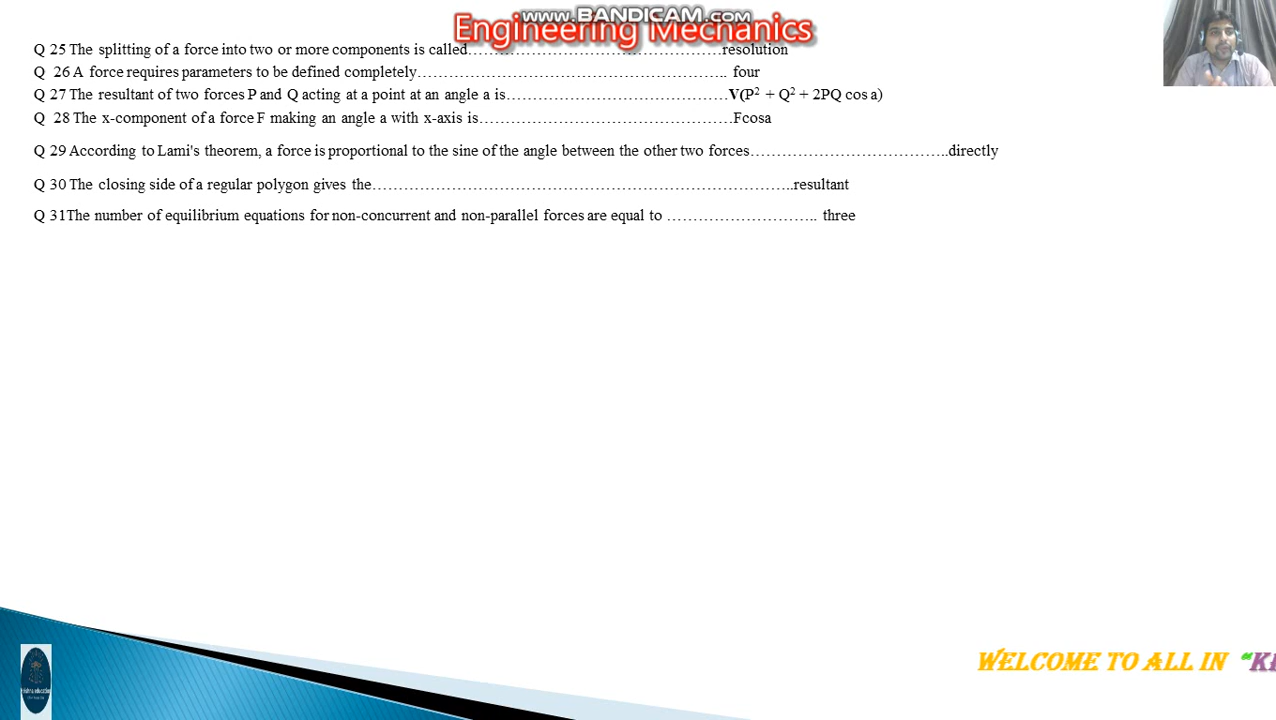 www.BANDICAM.com
Engineering Mechanics
Q 25 The splitting of a force into two or more components is called…………………………………………resolution
Q 26 A force requires parameters to be defined completely………………………………………………….. four
Q 27 The resultant of two forces P and Q acting at a point at an angle a is……………………………………V(P² + Q² + 2PQ cos a)
Q 28 The x-component of a force F making an angle a with x-axis is…………………………………………Fcosa
Q 29 According to Lami's theorem, a force is proportional to the sine of the angle between the other two forces………………………………..directly
Q 30 The closing side of a regular polygon gives the……………………………………………………………………..resultant
Q 31The number of equilibrium equations for non-concurrent and non-parallel forces are equal to ……………………….. three
WELCOME TO ALL IN "